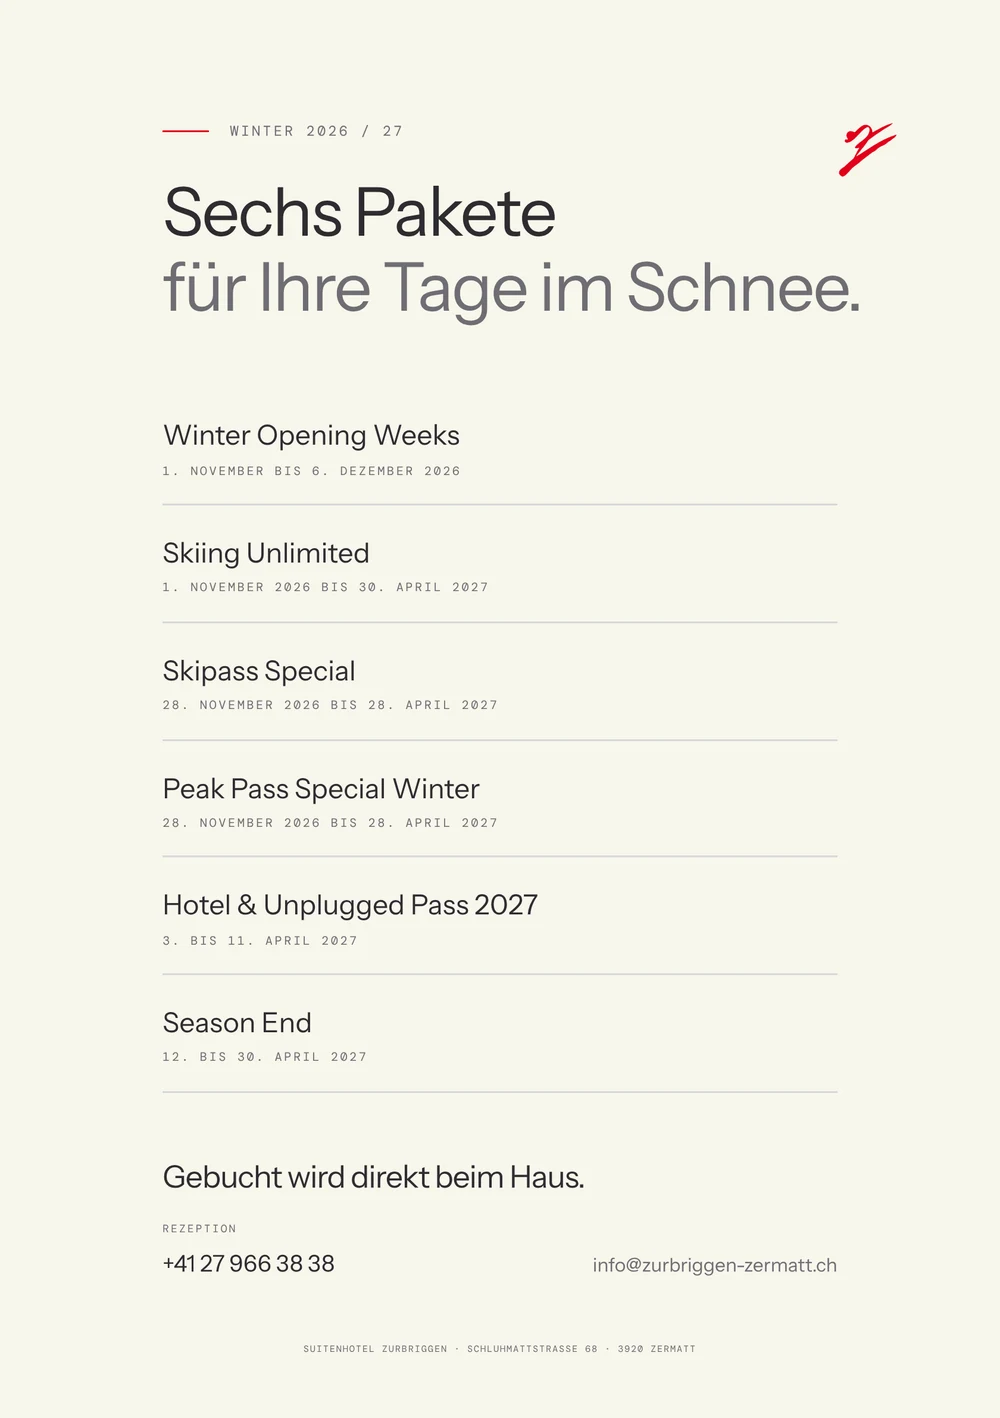 WINTER 2026 / 27
Sechs Pakete
für Ihre Tage im Schnee.
Winter Opening Weeks
1. NOVEMBER BIS 6. DEZEMBER 2026
Skiing Unlimited
1. NOVEMBER 2026 BIS 30. APRIL 2027
Skipass Special
28. NOVEMBER 2026 BIS 28. APRIL 2027
Peak Pass Special Winter
28. NOVEMBER 2026 BIS 28. APRIL 2027
Hotel & Unplugged Pass 2027
3. BIS 11. APRIL 2027
Season End
12. BIS 30. APRIL 2027
Gebucht wird direkt beim Haus.
REZEPTION
+41 27 966 38 38
info@zurbriggen-zermatt.ch
SUITENHOTEL ZURBRIGGEN · SCHLUHMATTSTRASSE 68 · 3920 ZERMATT